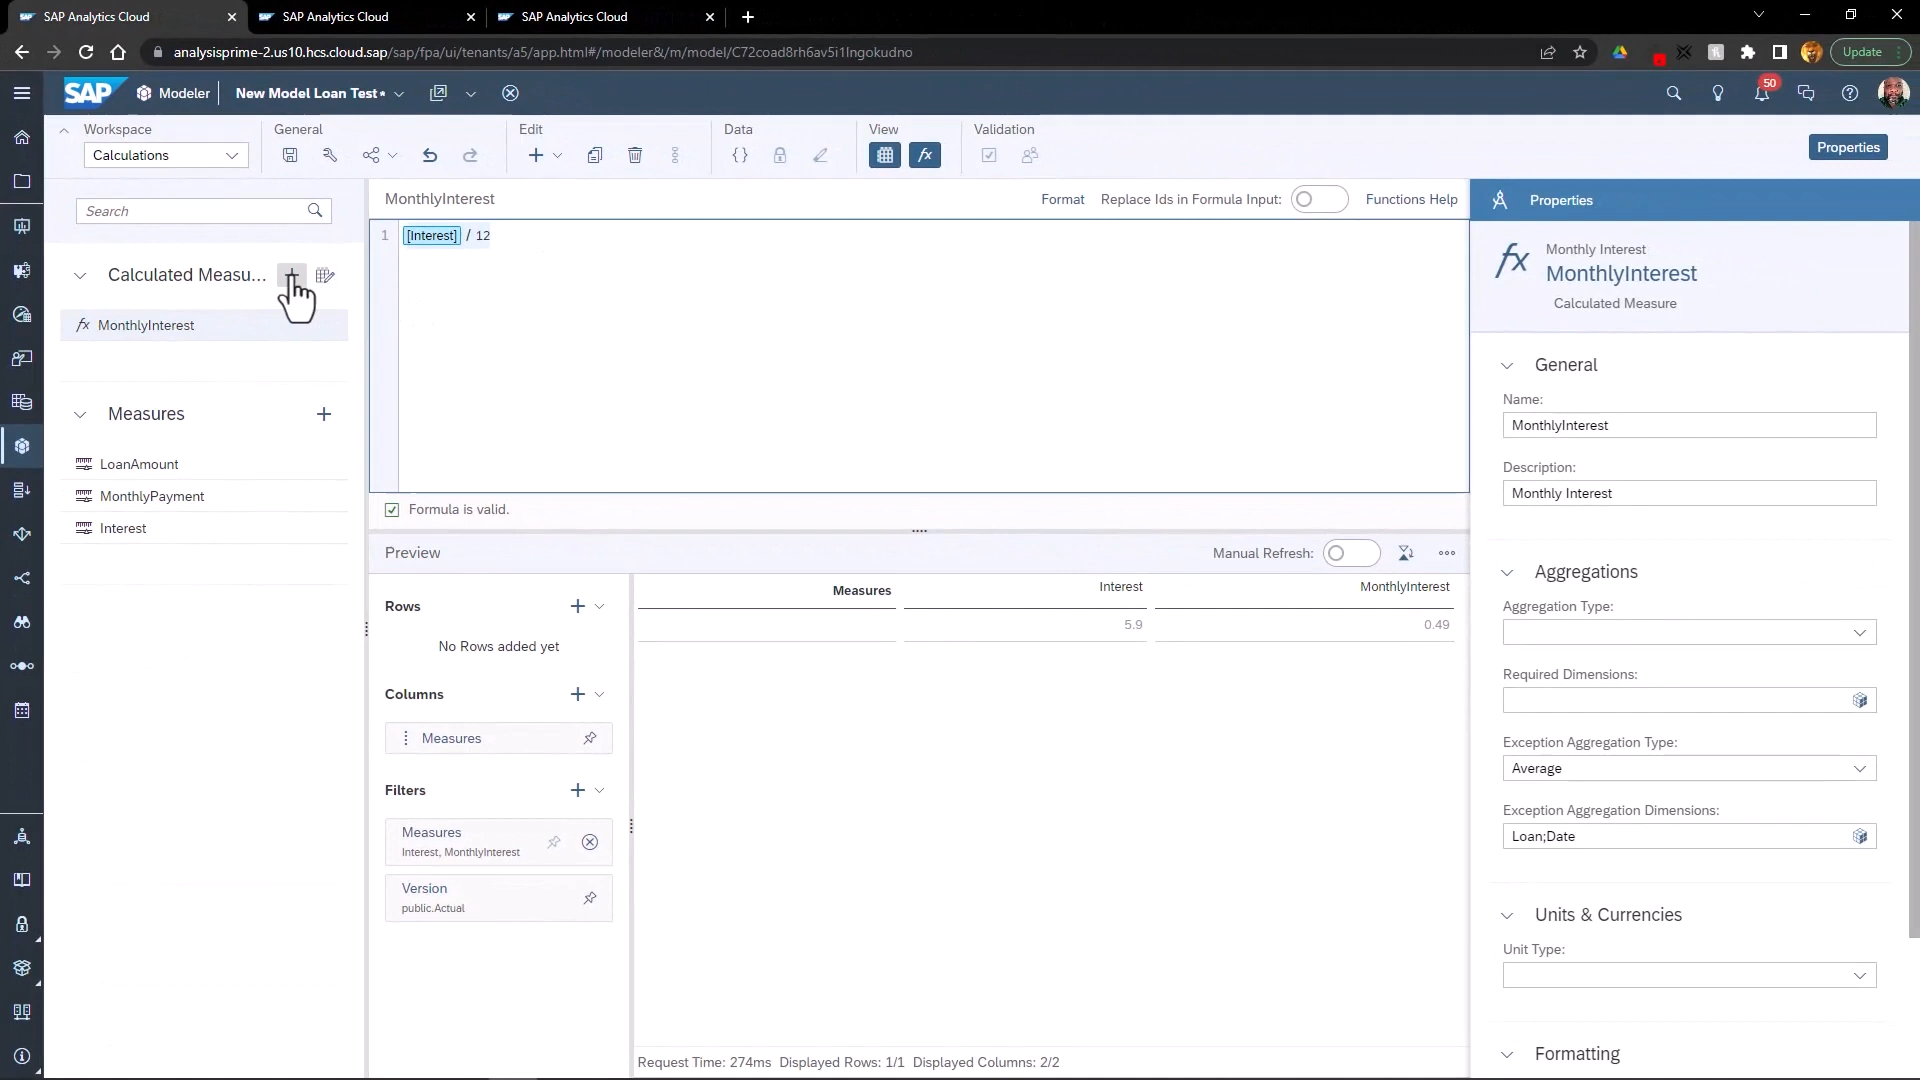 SAP Analytics Cloud
SAP Analytics Cloud
SAP Analytics Cloud
analysisprime-2.us10.hcs.cloud.sap/sap/fpa/ui/tenants/a5/app.html#/modeler&/m/model/C72coad8rh6av5i1lngokudno
Update
SAP
Modeler
New Model Loan Test*
50
Workspace
General
Edit
Data
View
Validation
Calculations
Properties
Search
MonthlyInterest
Format
Replace Ids in Formula Input:
Functions Help
Properties
1
[Interest] / 12
Calculated Measu...
fx MonthlyInterest
Measures
LoanAmount
MonthlyPayment
Interest
Formula is valid.
Preview
Manual Refresh:
Rows
No Rows added yet
Columns
Measures
Filters
Measures
Interest, MonthlyInterest
Version
public.Actual
Measures
Interest
MonthlyInterest
5.9
0.49
Request Time: 274ms Displayed Rows: 1/1 Displayed Columns: 2/2
fx
Monthly Interest
MonthlyInterest
Calculated Measure
General
Name:
MonthlyInterest
Description:
Monthly Interest
Aggregations
Aggregation Type:
Required Dimensions:
Exception Aggregation Type:
Average
Exception Aggregation Dimensions:
Loan;Date
Units & Currencies
Unit Type:
Formatting